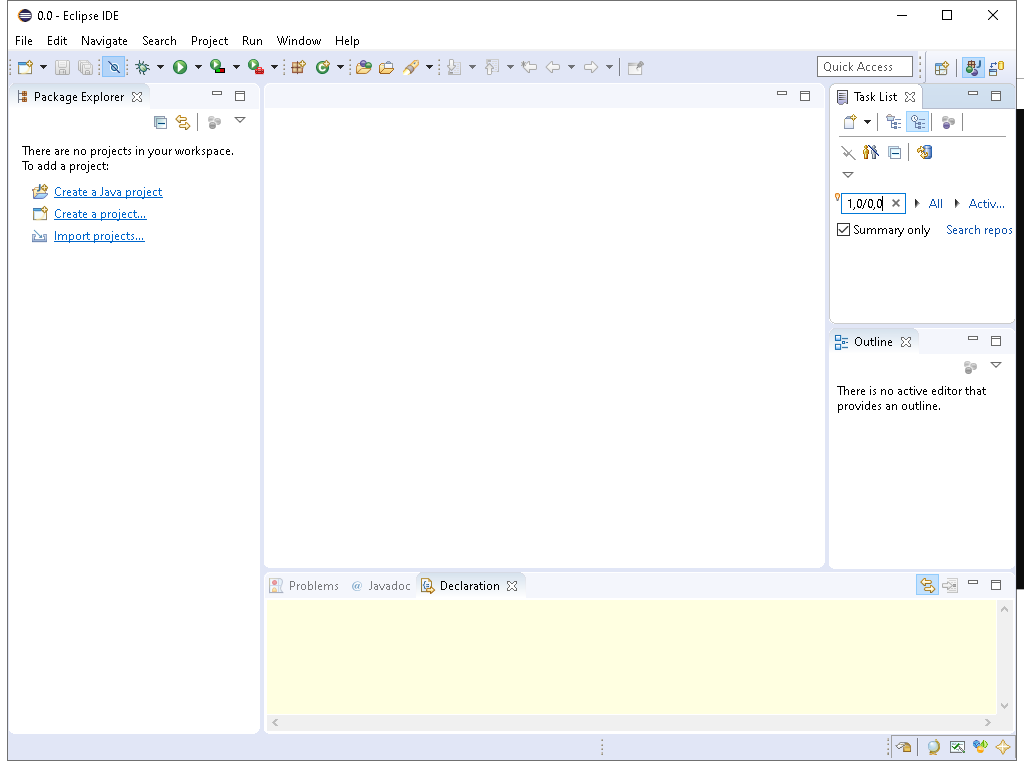 0.0 - Eclipse IDE
File Edit Navigate Search Project Run Window Help
Quick Access
Package Explorer
There are no projects in your workspace.
To add a project:
Create a Java project
Create a project...
Import projects...
Task List
1,0/0,0 All Activ...
Summary only Search repos
Outline
There is no active editor that
provides an outline.
Problems @ Javadoc Declaration